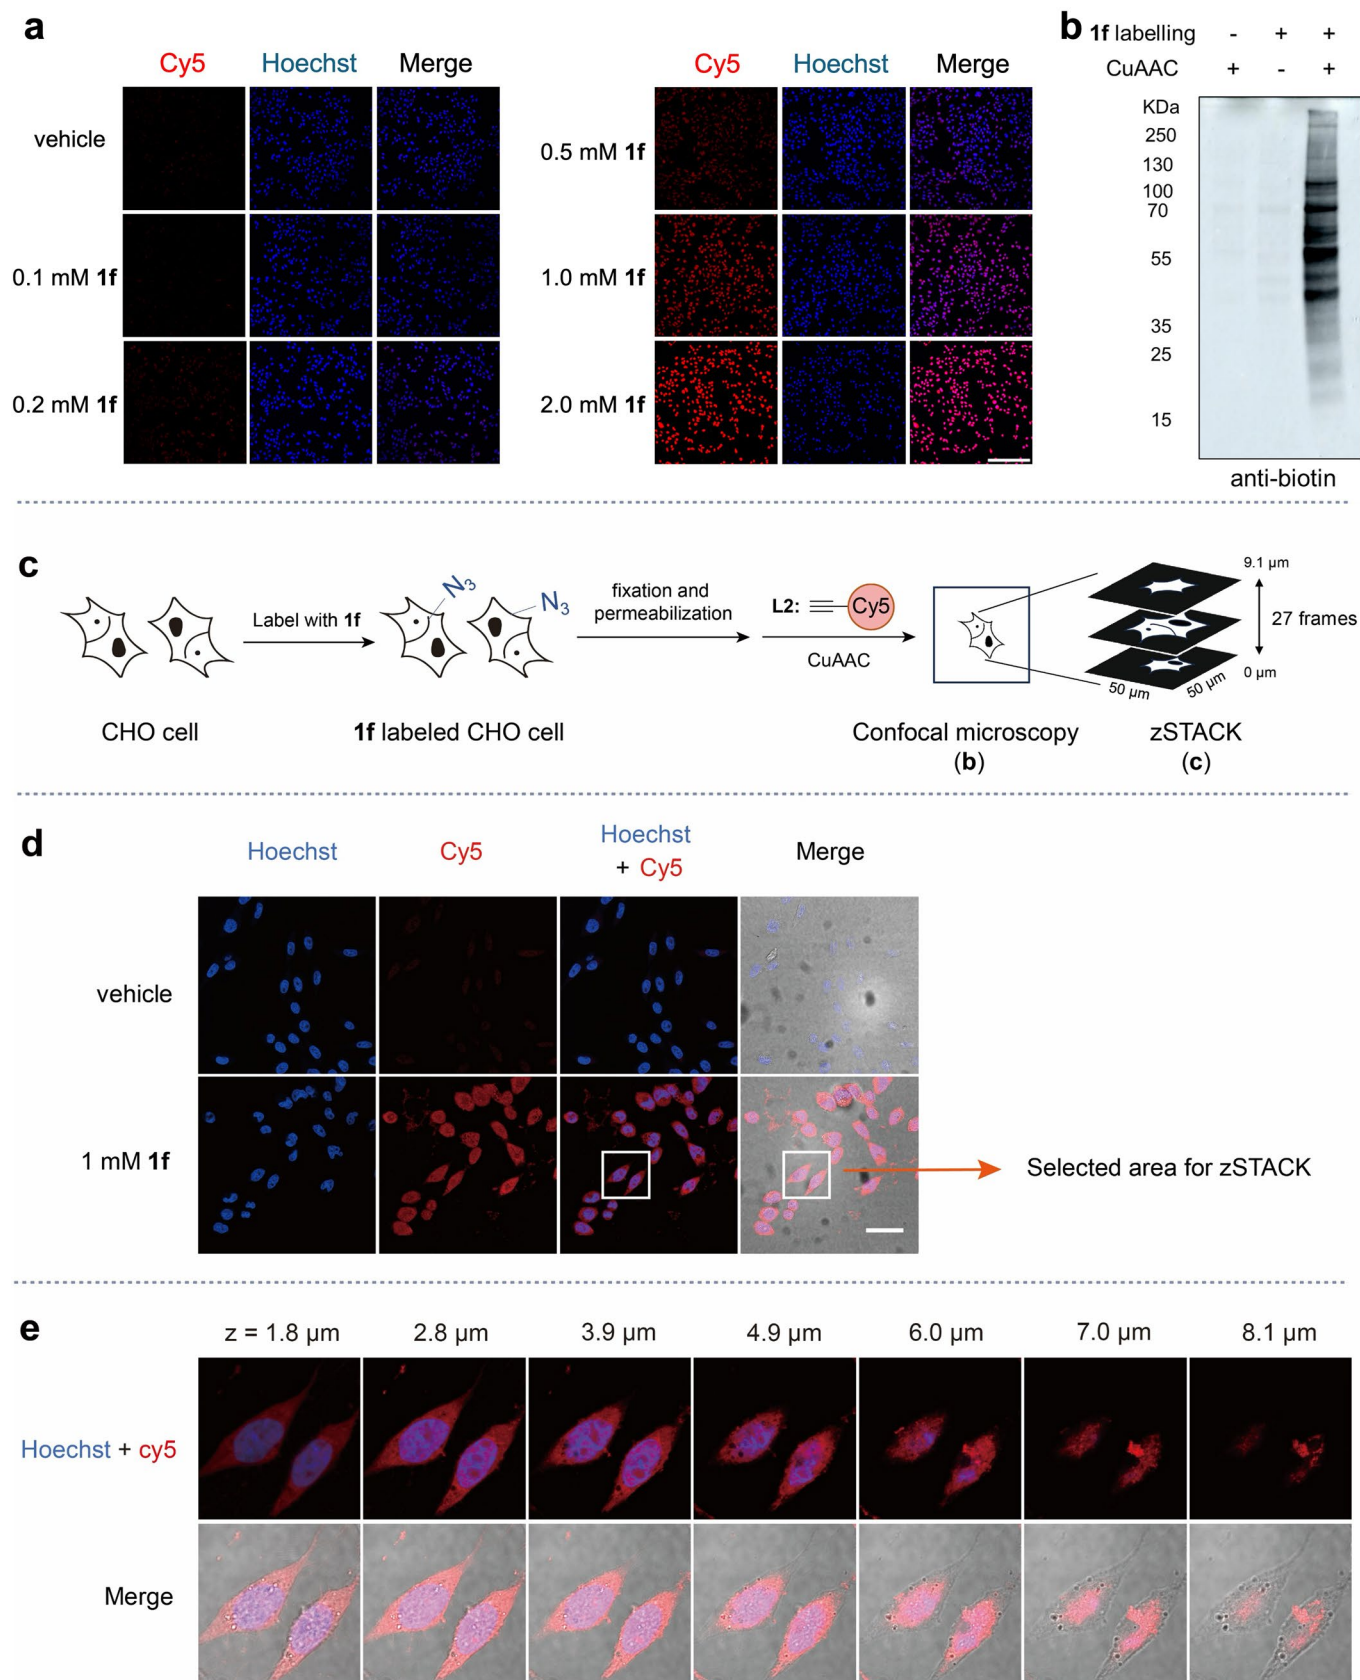 a
Cy5 Hoechst Merge
vehicle
0.1 mM 1f
0.2 mM 1f
Cy5 Hoechst Merge
0.5 mM 1f
1.0 mM 1f
2.0 mM 1f
b
1f labelling - + +
CuAAC + - +
KDa
250
130
100
70
55
35
25
15
anti-biotin
c
CHO cell
Label with 1f
N3
N3
1f labeled CHO cell
fixation and
permeabilization
L2: Cy5
CuAAC
Confocal microscopy
(b)
9.1 µm
27 frames
0 µm
50 µm
50 µm
zSTACK
(c)
d
Hoechst
Cy5
Hoechst
+ Cy5
Merge
vehicle
1 mM 1f
Selected area for zSTACK
e
z = 1.8 µm 2.8 µm 3.9 µm 4.9 µm 6.0 µm 7.0 µm 8.1 µm
Hoechst + cy5
Merge